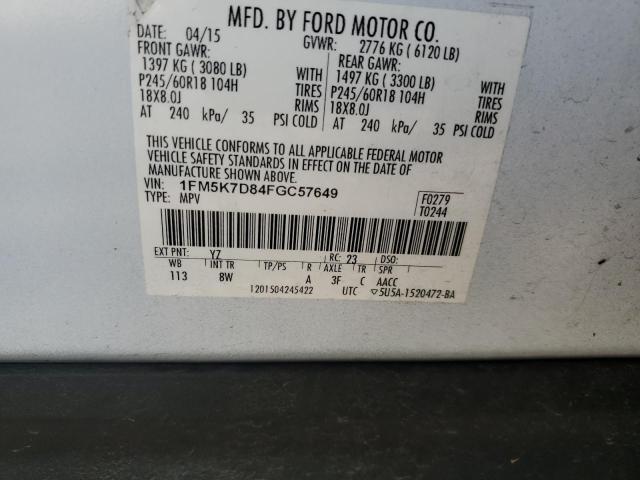 MFD. BY FORD MOTOR CO.
DATE: 04/15 GVWR: 2776 KG ( 6120 LB)
FRONT GAWR: REAR GAWR:
1397 KG ( 3080 LB) WITH 1497 KG ( 3300 LB) WITH
P245/60R18 104H TIRES P245/60R18 104H TIRES
18X8.0J RIMS 18X8.0J RIMS
AT 240 kPa/ 35 PSI COLD AT 240 kPa/ 35 PSI COLD
THIS VEHICLE CONFORMS TO ALL APPLICABLE FEDERAL MOTOR
VEHICLE SAFETY STANDARDS IN EFFECT ON THE DATE OF
MANUFACTURE SHOWN ABOVE.
VIN: 1FM5K7D84FGC57649 F0279
TYPE: MPV T0244
EXT PNT: YZ RC: 23 DSO:
WB INT TR TP/PS R AXLE TR SPR
113 8W A 3F C AACC
1201504245422 UTC ▽5U5A-1520472-BA